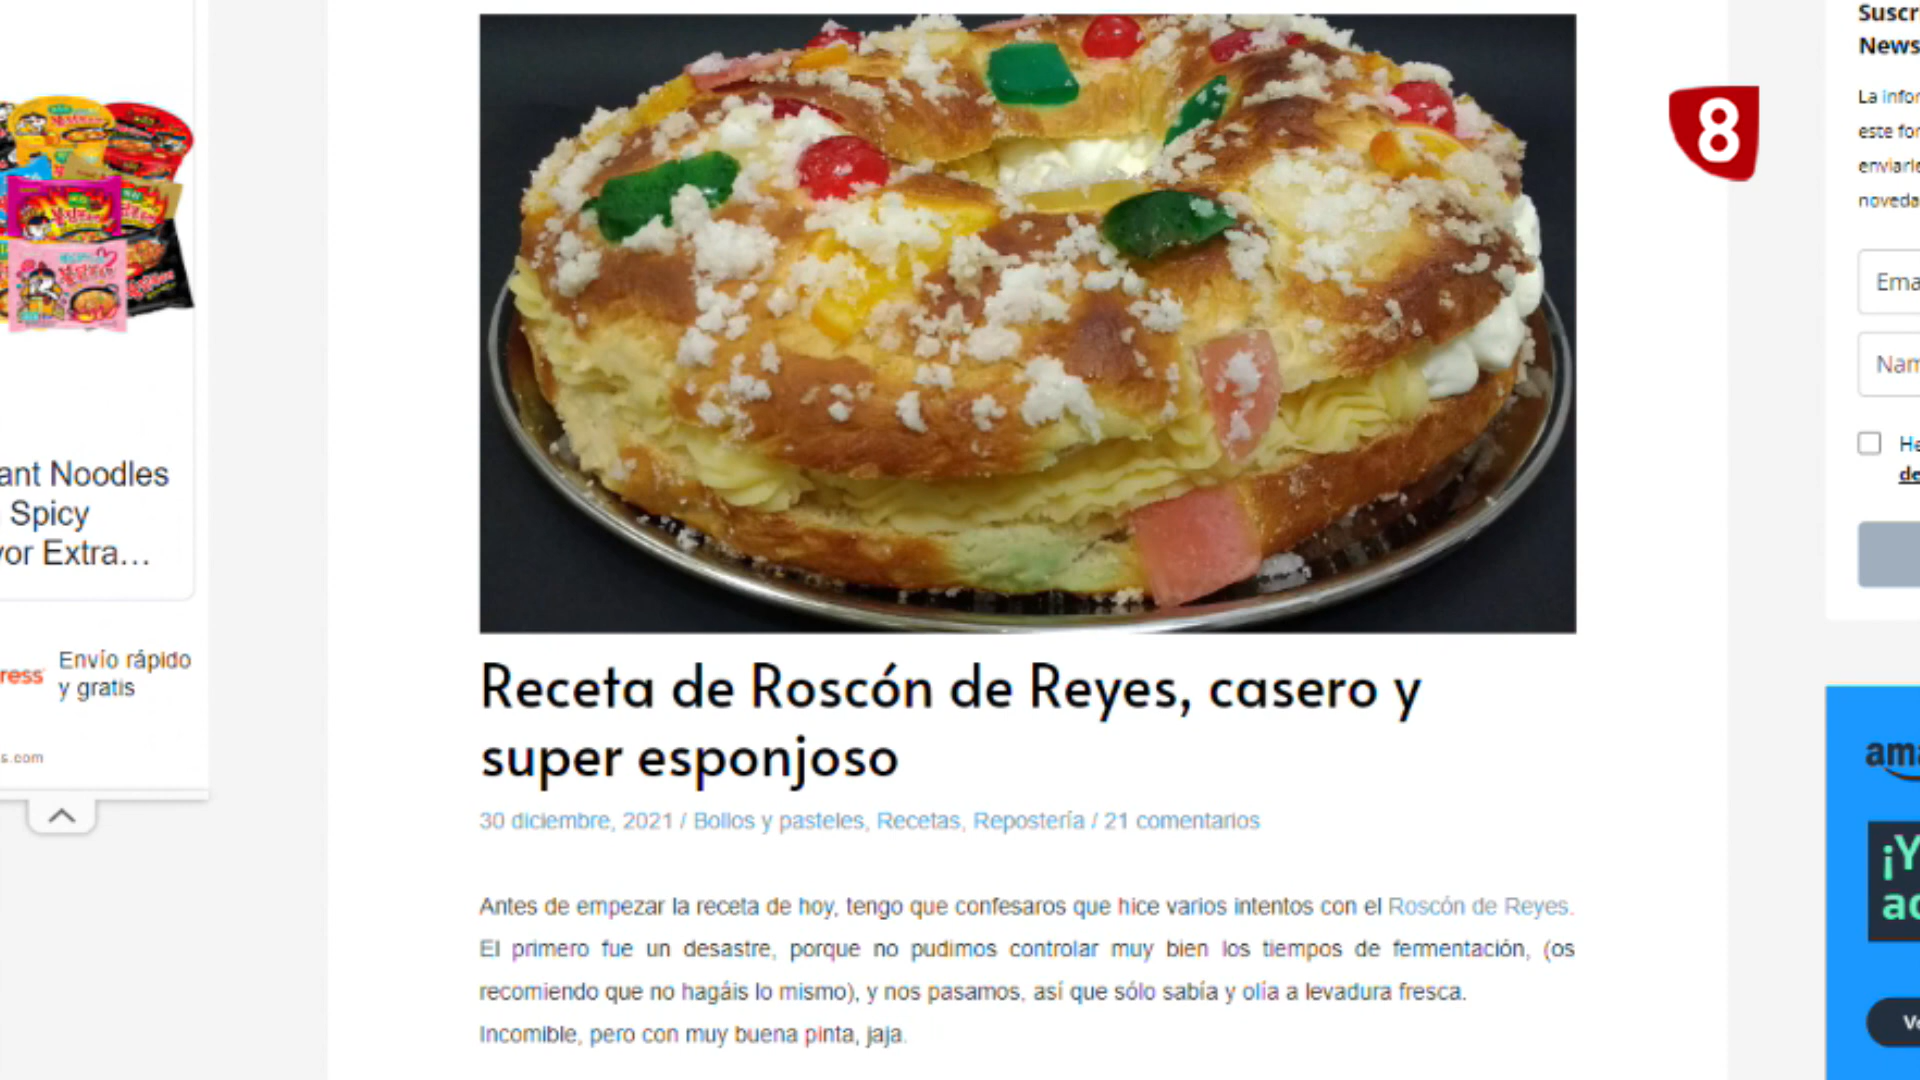 ant Noodles
Spicy
vor Extra...
ress
Envío rápido
y gratis
s.com
8
Receta de Roscón de Reyes, casero y
super esponjoso
30 diciembre, 2021 / Bollos y pasteles, Recetas, Repostería / 21 comentarios
Antes de empezar la receta de hoy, tengo que confesaros que hice varios intentos con el Roscón de Reyes.
El primero fue un desastre, porque no pudimos controlar muy bien los tiempos de fermentación, (os
recomiendo que no hagáis lo mismo), y nos pasamos, así que sólo sabía y olía a levadura fresca.
Incomible, pero con muy buena pinta, jaja.
Suscr
News
La infor
este for
enviarle
noveda
Ema
Nam
He
de
ama
¡Y
ac
Ve